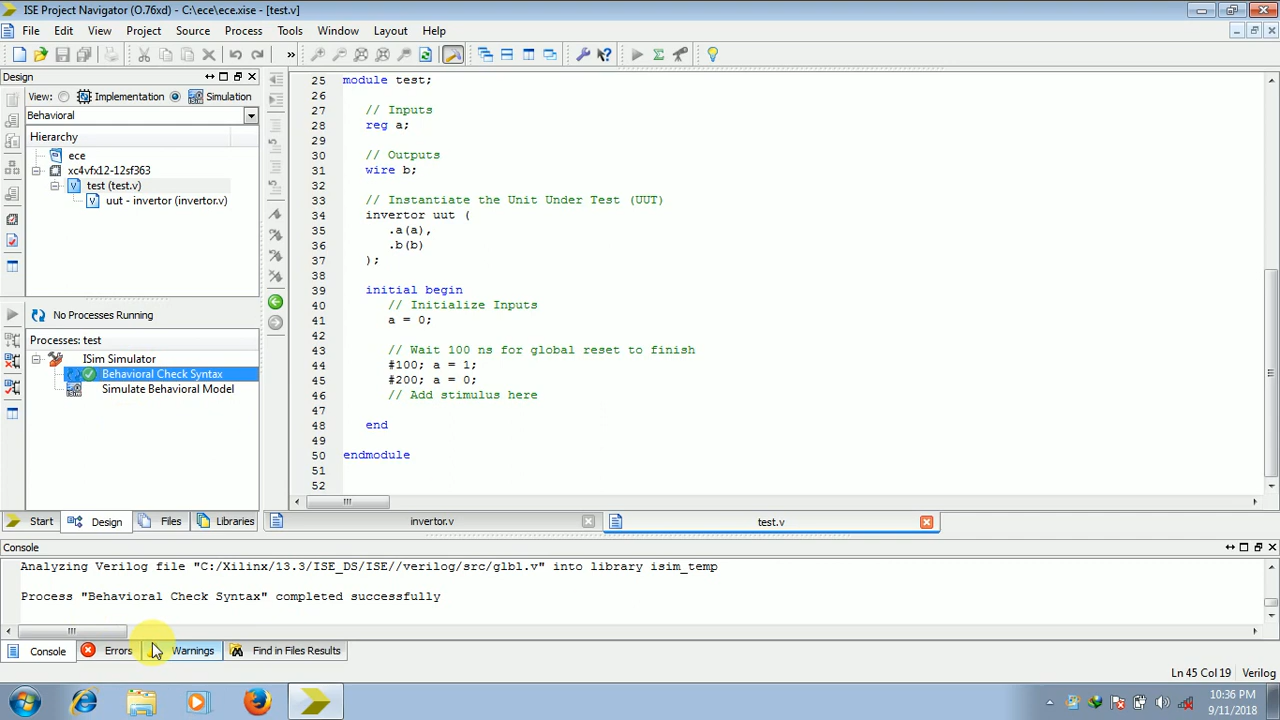 ISE Project Navigator (O.76xd) - C:\ece\ece.xise - [test.v]
File Edit View Project Source Process Tools Window Layout Help
»
Design
View: Implementation Simulation
Behavioral
Hierarchy
ece
xc4vfx12-12sf363
test (test.v)
uut - invertor (invertor.v)
No Processes Running
Processes: test
ISim Simulator
Behavioral Check Syntax
Simulate Behavioral Model
Start Design Files Libraries
25 module test;
26
27 // Inputs
28 reg a;
29
30 // Outputs
31 wire b;
32
33 // Instantiate the Unit Under Test (UUT)
34 invertor uut (
35 .a(a),
36 .b(b)
37 );
38
39 initial begin
40 // Initialize Inputs
41 a = 0;
42
43 // Wait 100 ns for global reset to finish
44 #100; a = 1;
45 #200; a = 0;
46 // Add stimulus here
47
48 end
49
50 endmodule
51
52
invertor.v test.v
Console
Analyzing Verilog file "C:/Xilinx/13.3/ISE_DS/ISE//verilog/src/glbl.v" into library isim_temp
Process "Behavioral Check Syntax" completed successfully
Console Errors Warnings Find in Files Results
Ln 45 Col 19 Verilog
10:36 PM
9/11/2018